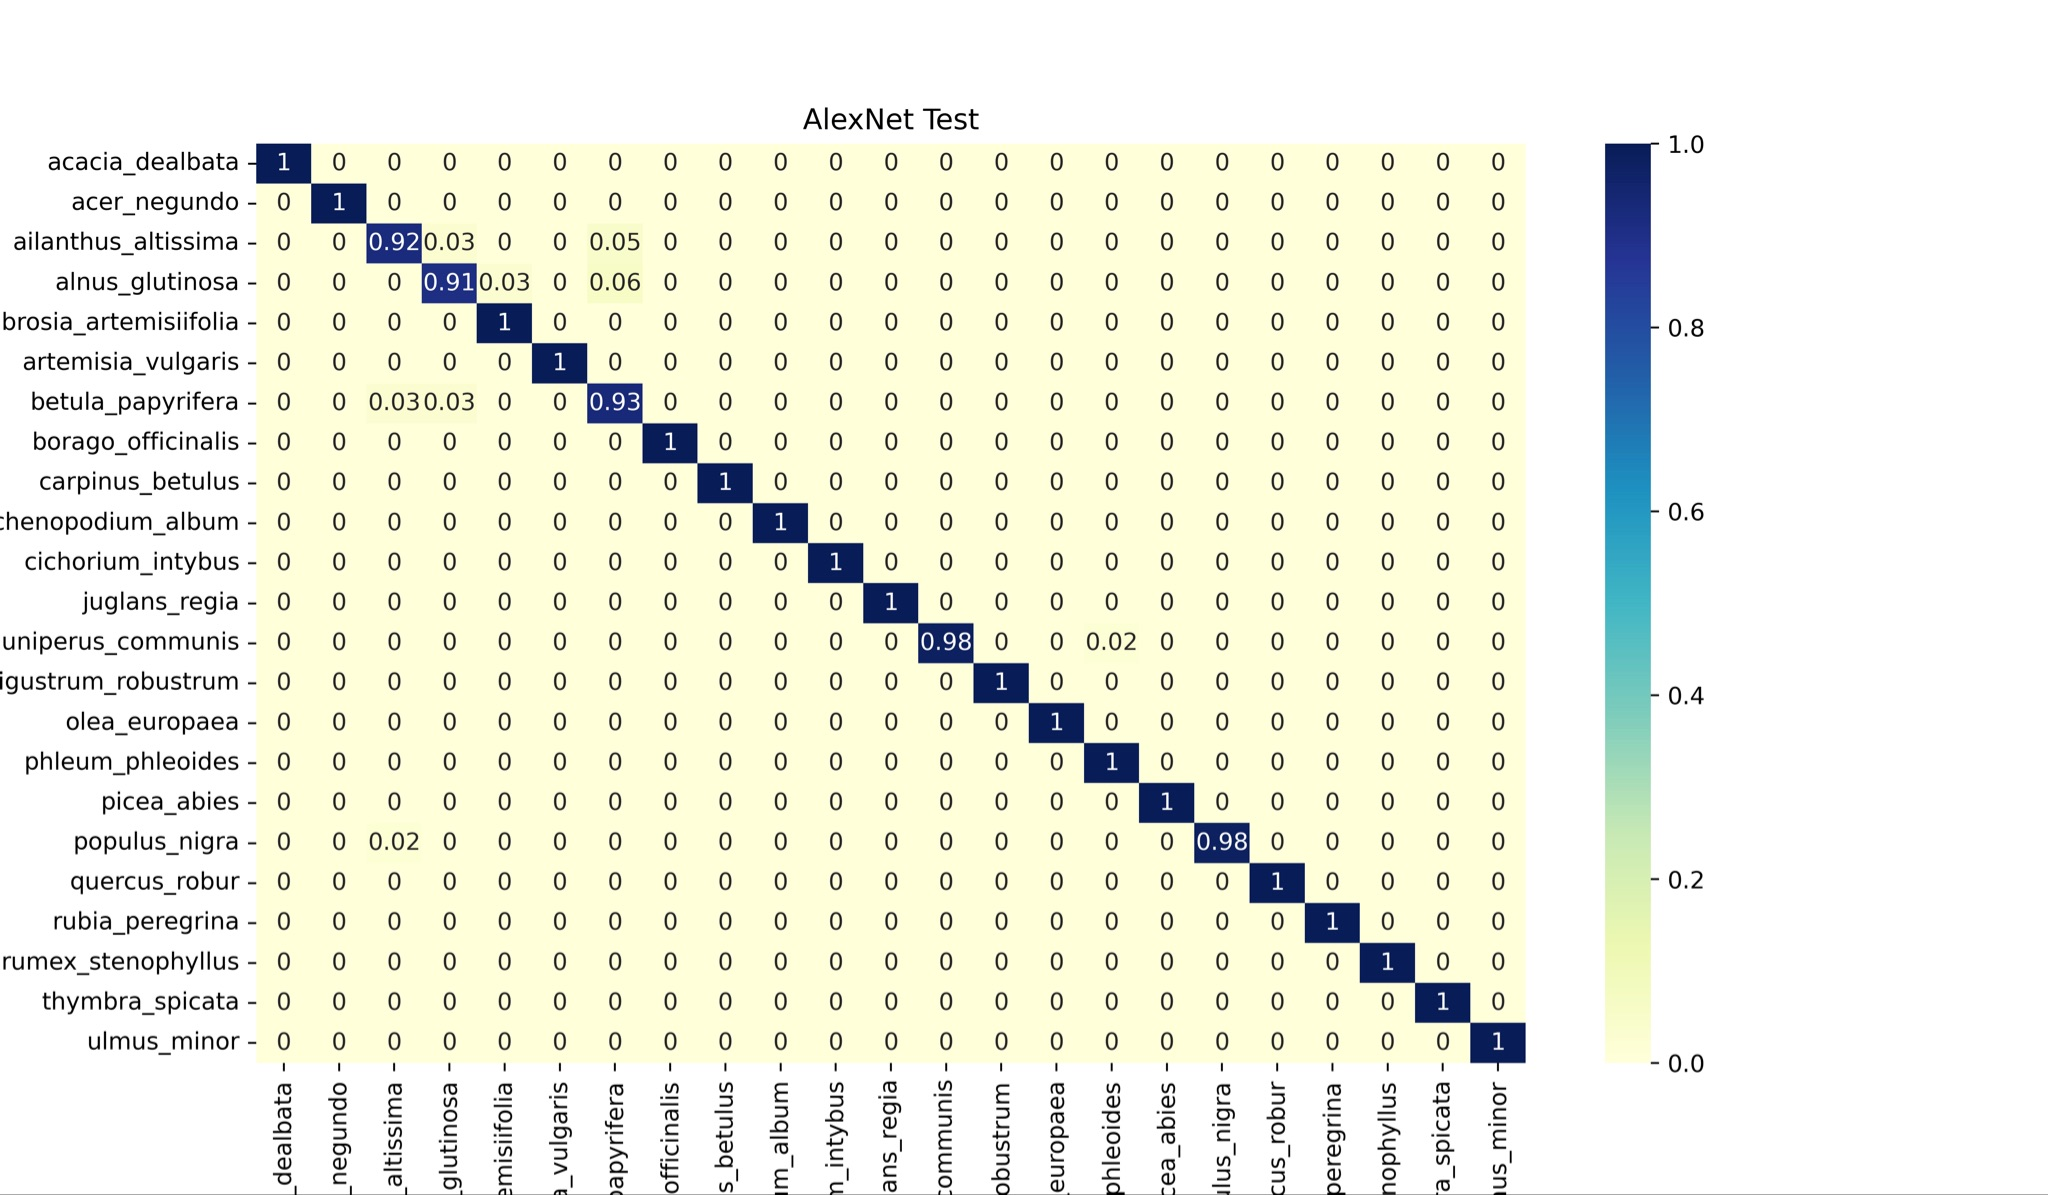 AlexNet Test
acacia_dealbata 1 0 0 0 0 0 0 0 0 0 0 0 0 0 0 0 0 0 0 0 0 0 0 1.0
acer_negundo 0 1 0 0 0 0 0 0 0 0 0 0 0 0 0 0 0 0 0 0 0 0 0
ailanthus_altissima 0 0 0.92 0.03 0 0 0.05 0 0 0 0 0 0 0 0 0 0 0 0 0 0 0 0
alnus_glutinosa 0 0 0 0.91 0.03 0 0.06 0 0 0 0 0 0 0 0 0 0 0 0 0 0 0 0
brosia_artemisiifolia 0 0 0 0 1 0 0 0 0 0 0 0 0 0 0 0 0 0 0 0 0 0 0 0.8
artemisia_vulgaris 0 0 0 0 0 1 0 0 0 0 0 0 0 0 0 0 0 0 0 0 0 0 0
betula_papyrifera 0 0 0.03 0.03 0 0 0.93 0 0 0 0 0 0 0 0 0 0 0 0 0 0 0 0
borago_officinalis 0 0 0 0 0 0 0 1 0 0 0 0 0 0 0 0 0 0 0 0 0 0 0
carpinus_betulus 0 0 0 0 0 0 0 0 1 0 0 0 0 0 0 0 0 0 0 0 0 0 0
chenopodium_album 0 0 0 0 0 0 0 0 0 1 0 0 0 0 0 0 0 0 0 0 0 0 0 0.6
cichorium_intybus 0 0 0 0 0 0 0 0 0 0 1 0 0 0 0 0 0 0 0 0 0 0 0
juglans_regia 0 0 0 0 0 0 0 0 0 0 0 1 0 0 0 0 0 0 0 0 0 0 0
uniperus_communis 0 0 0 0 0 0 0 0 0 0 0 0 0.98 0 0 0.02 0 0 0 0 0 0 0
igustrum_robustrum 0 0 0 0 0 0 0 0 0 0 0 0 0 1 0 0 0 0 0 0 0 0 0 0.4
olea_europaea 0 0 0 0 0 0 0 0 0 0 0 0 0 0 1 0 0 0 0 0 0 0 0
phleum_phleoides 0 0 0 0 0 0 0 0 0 0 0 0 0 0 0 1 0 0 0 0 0 0 0
picea_abies 0 0 0 0 0 0 0 0 0 0 0 0 0 0 0 0 1 0 0 0 0 0 0
populus_nigra 0 0 0.02 0 0 0 0 0 0 0 0 0 0 0 0 0 0 0.98 0 0 0 0 0
quercus_robur 0 0 0 0 0 0 0 0 0 0 0 0 0 0 0 0 0 0 1 0 0 0 0 0.2
rubia_peregrina 0 0 0 0 0 0 0 0 0 0 0 0 0 0 0 0 0 0 0 1 0 0 0
rumex_stenophyllus 0 0 0 0 0 0 0 0 0 0 0 0 0 0 0 0 0 0 0 0 1 0 0
thymbra_spicata 0 0 0 0 0 0 0 0 0 0 0 0 0 0 0 0 0 0 0 0 0 1 0
ulmus_minor 0 0 0 0 0 0 0 0 0 0 0 0 0 0 0 0 0 0 0 0 0 0 1 0.0
_dealbata
_negundo
_altissima
_glutinosa
emisiifolia
a_vulgaris
papyrifera
officinalis
s_betulus
um_album
m_intybus
ans_regia
communis
obustrum
_europaea
phleoides
cea_abies
ulus_nigra
cus_robur
peregrina
nophyllus
ra_spicata
us_minor